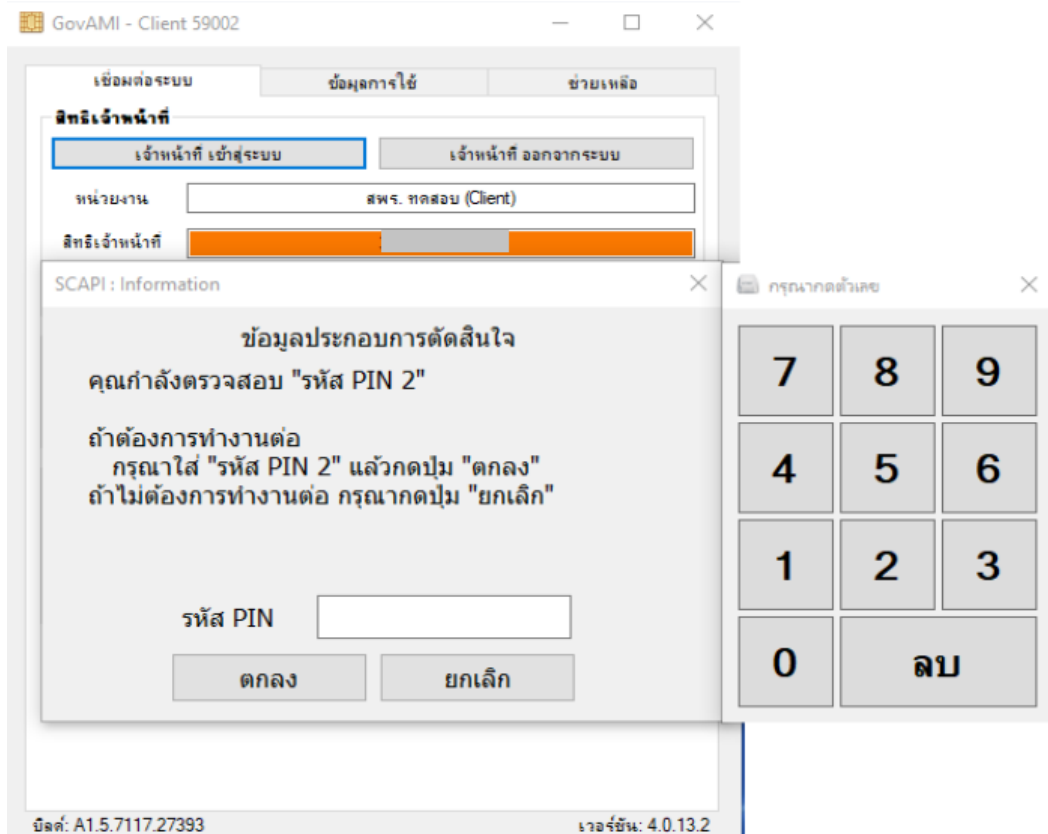 GovAMI - Client 59002
เชื่อมต่อระบบ ข้อมูลการใช้ ช่วยเหลือ
สิทธิเจ้าหน้าที่
เจ้าหน้าที่ เข้าสู่ระบบ เจ้าหน้าที่ ออกจากระบบ
หน่วยงาน สพร. ทดสอบ (Client)
สิทธิเจ้าหน้าที่
SCAPI : Information
ข้อมูลประกอบการตัดสินใจ
คุณกำลังตรวจสอบ "รหัส PIN 2"
ถ้าต้องการทำงานต่อ
กรุณาใส่ "รหัส PIN 2" แล้วกดปุ่ม "ตกลง"
ถ้าไม่ต้องการทำงานต่อ กรุณากดปุ่ม "ยกเลิก"
รหัส PIN
ตกลง ยกเลิก
กรุณากดตัวเลข
7 8 9
4 5 6
1 2 3
0 ลบ
บิลด์: A1.5.7117.27393 เวอร์ชัน: 4.0.13.2